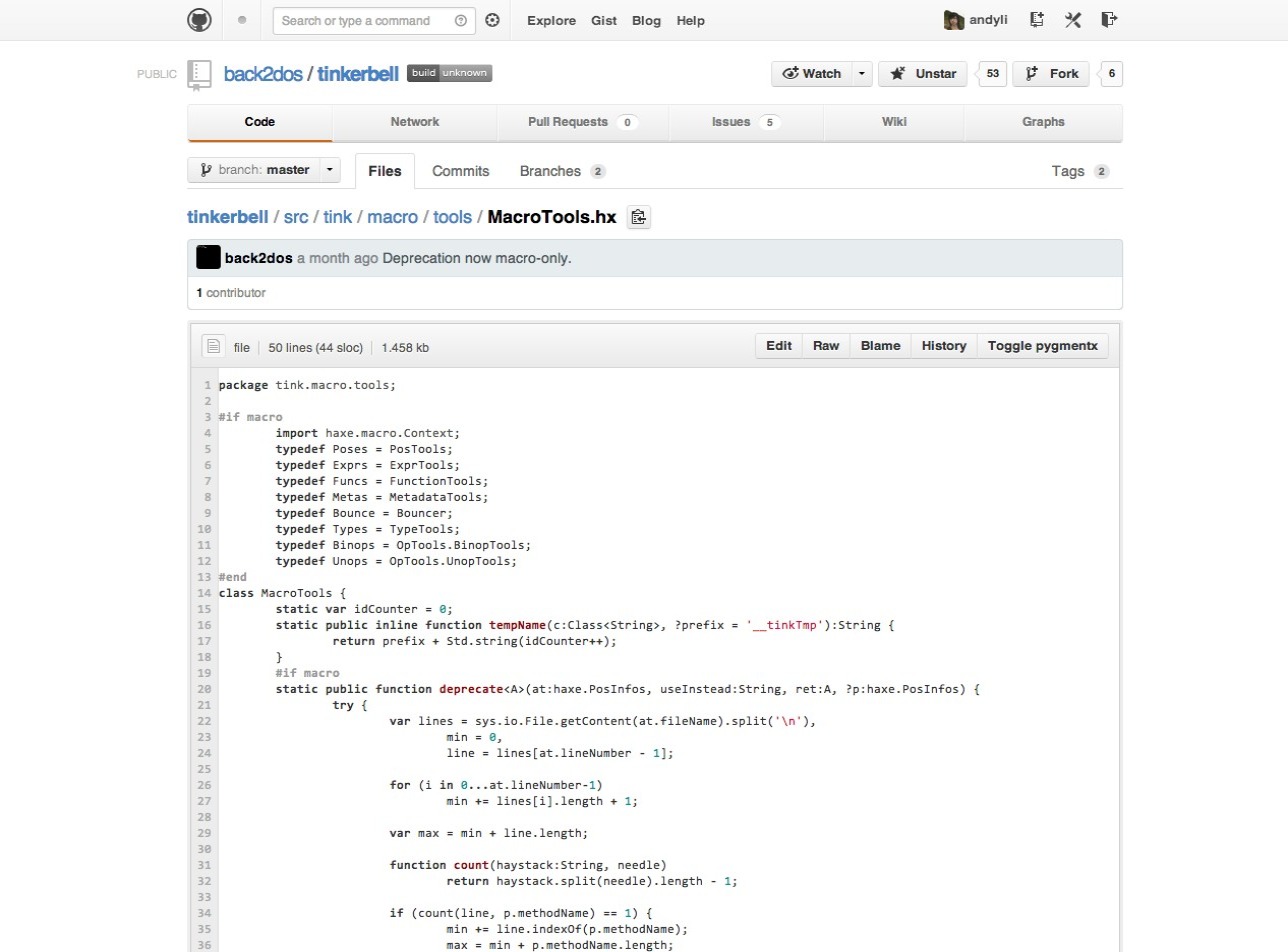 Search or type a command
Explore Gist Blog Help
andyli
PUBLIC back2dos / tinkerbell build unknown
Watch Unstar 53 Fork 6
Code Network Pull Requests 0 Issues 5 Wiki Graphs
branch: master Files Commits Branches 2 Tags 2
tinkerbell / src / tink / macro / tools / MacroTools.hx
back2dos a month ago Deprecation now macro-only.
1 contributor
file 50 lines (44 sloc) 1.458 kb Edit Raw Blame History Toggle pygmentx
1 package tink.macro.tools;
2
3 #if macro
4 import haxe.macro.Context;
5 typedef Poses = PosTools;
6 typedef Exprs = ExprTools;
7 typedef Funcs = FunctionTools;
8 typedef Metas = MetadataTools;
9 typedef Bounce = Bouncer;
10 typedef Types = TypeTools;
11 typedef Binops = OpTools.BinopTools;
12 typedef Unops = OpTools.UnopTools;
13 #end
14 class MacroTools {
15 static var idCounter = 0;
16 static public inline function tempName(c:Class<String>, ?prefix = '__tinkTmp'):String {
17 return prefix + Std.string(idCounter++);
18 }
19 #if macro
20 static public function deprecate<A>(at:haxe.PosInfos, useInstead:String, ret:A, ?p:haxe.PosInfos) {
21 try {
22 var lines = sys.io.File.getContent(at.fileName).split('\n'),
23 min = 0,
24 line = lines[at.lineNumber - 1];
25
26 for (i in 0...at.lineNumber-1)
27 min += lines[i].length + 1;
28
29 var max = min + line.length;
30
31 function count(haystack:String, needle)
32 return haystack.split(needle).length - 1;
33
34 if (count(line, p.methodName) == 1) {
35 min += line.indexOf(p.methodName);
36 max = min + p.methodName.length;